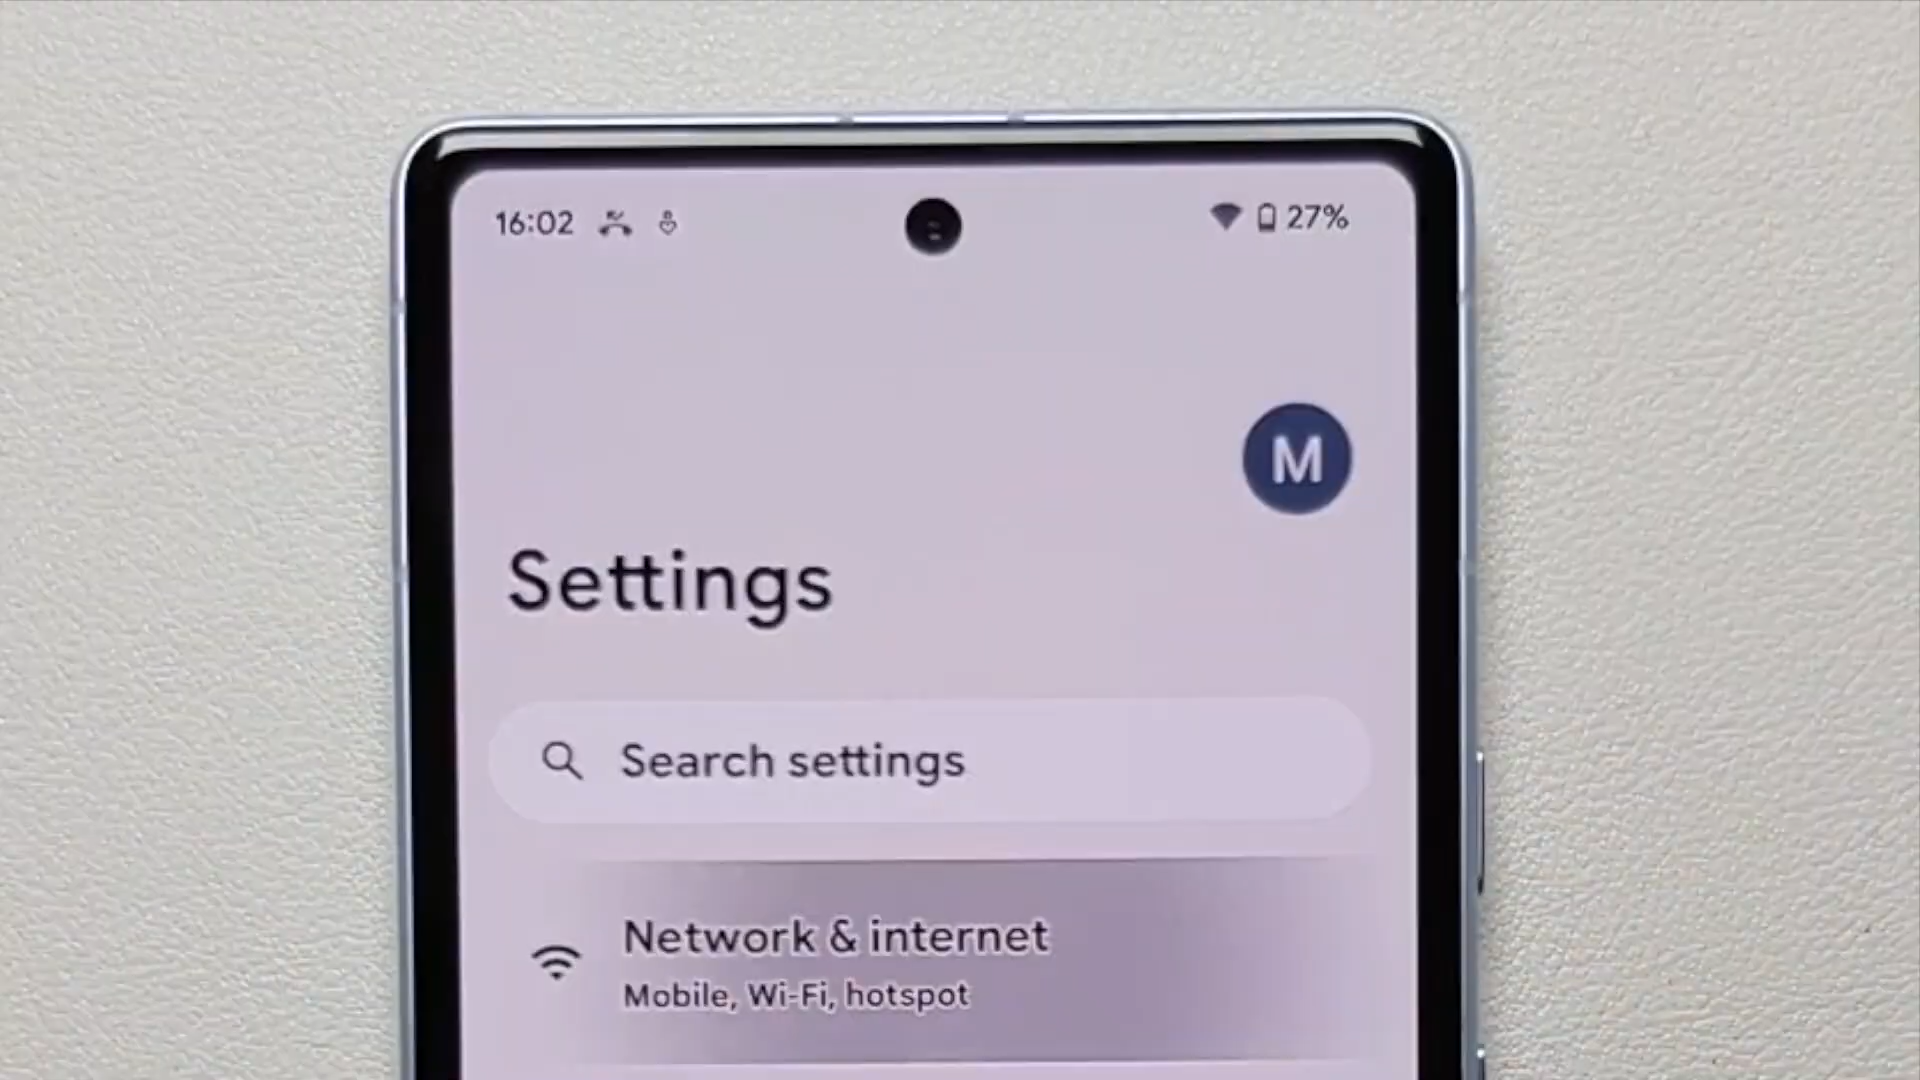 16:02 27%
M
Settings
Search settings
Network & internet
Mobile, Wi-Fi, hotspot